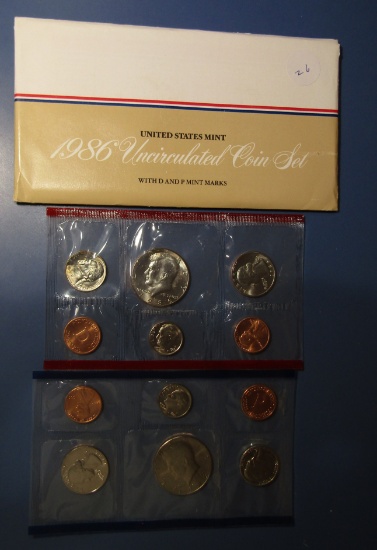 26
UNITED STATES MINT
1986 Uncirculated Coin Set
WITH D AND P MINT MARKS